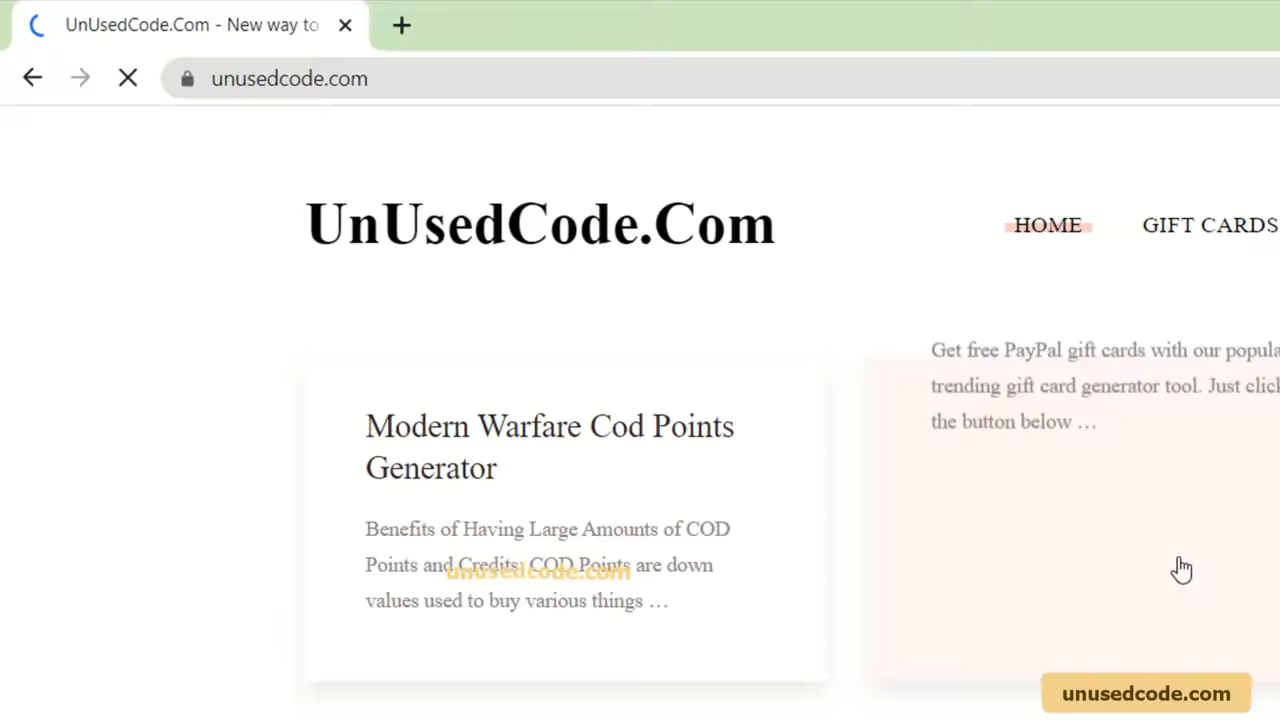 UnUsedCode.Com - New way to
unusedcode.com
UnUsedCode.Com
HOME
GIFT CARDS
Get free PayPal gift cards with our popula
trending gift card generator tool. Just click
the button below …
Modern Warfare Cod Points
Generator
Benefits of Having Large Amounts of COD
Points and Credits: COD Points are down
unusedcode.com
values used to buy various things …
unusedcode.com